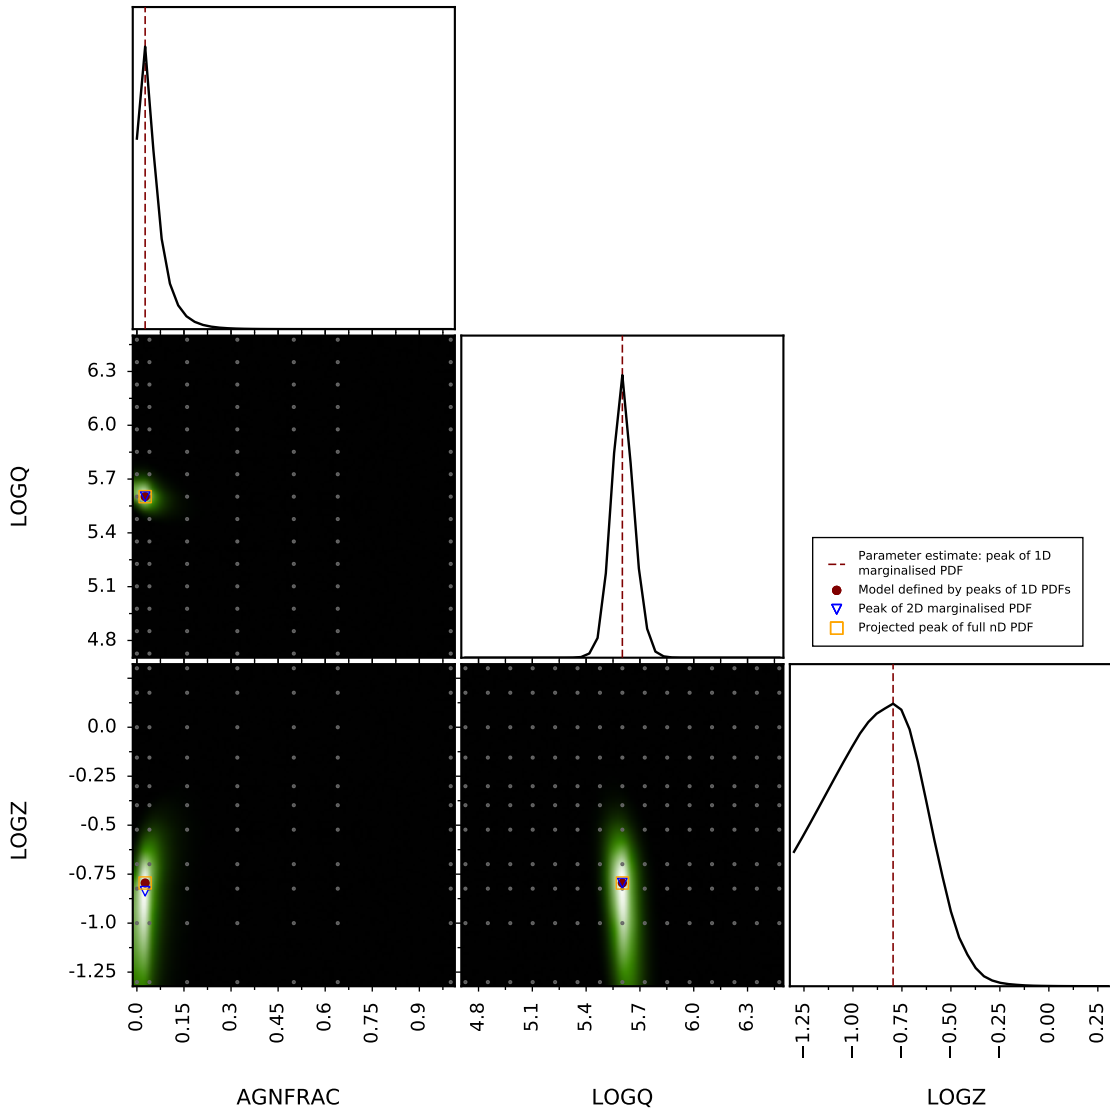 LOGQ
6.3
6.0
5.7
5.4
5.1
4.8
Parameter estimate: peak of 1D
marginalised PDF
Model defined by peaks of 1D PDFs
Peak of 2D marginalised PDF
Projected peak of full nD PDF
LOGZ
0.0
-0.25
-0.5
-0.75
-1.0
-1.25
0.0 0.15 0.3 0.45 0.6 0.75 0.9
4.8 5.1 5.4 5.7 6.0 6.3
−1.25 −1.00 −0.75 −0.50 −0.25 0.00 0.25
AGNFRAC LOGQ LOGZ